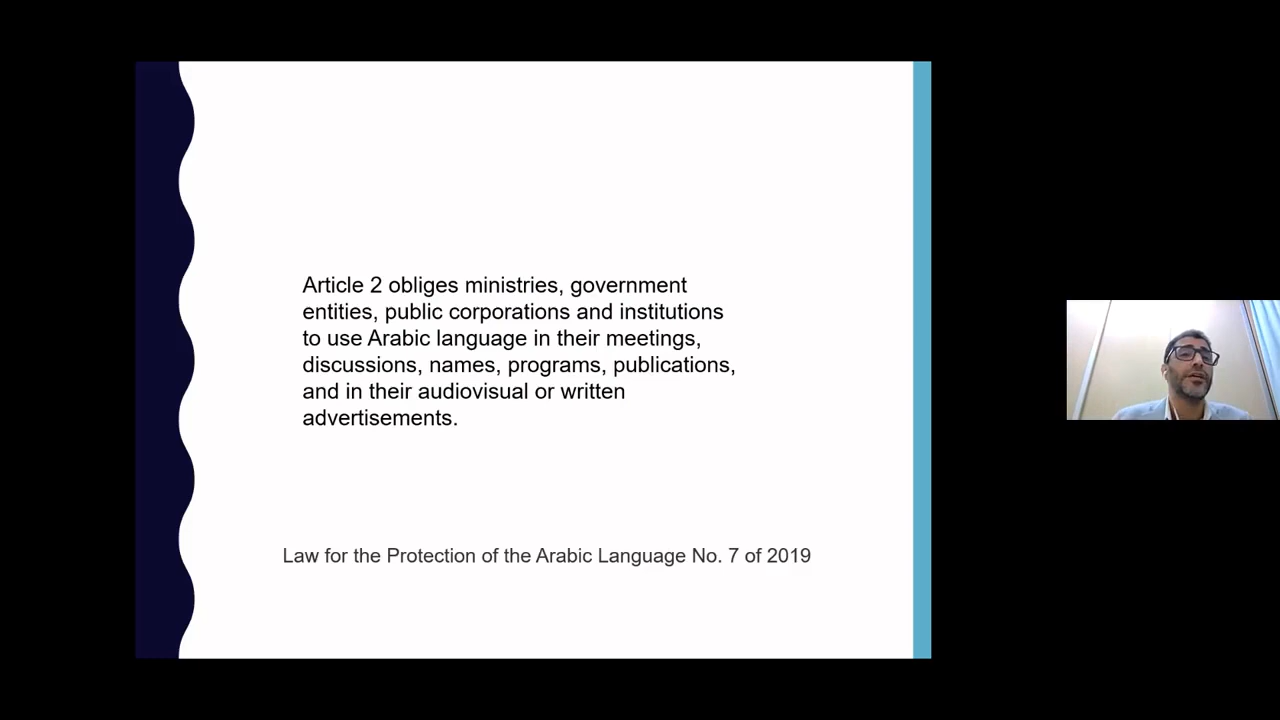 Article 2 obliges ministries, government
entities, public corporations and institutions
to use Arabic language in their meetings,
discussions, names, programs, publications,
and in their audiovisual or written
advertisements.
Law for the Protection of the Arabic Language No. 7 of 2019